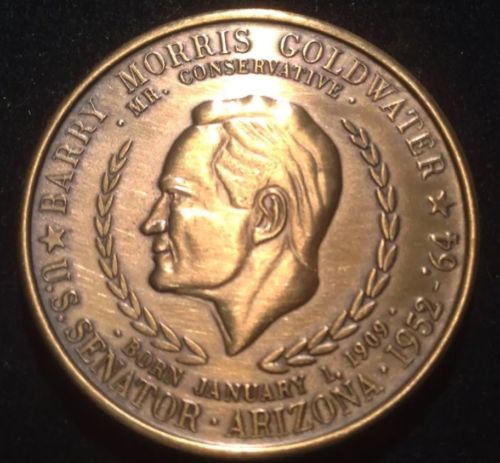 BARRY MORRIS GOLDWATER
· MR. CONSERVATIVE ·
· BORN JANUARY 1, 1909 ·
U.S. SENATOR · ARIZONA · 1952-'64